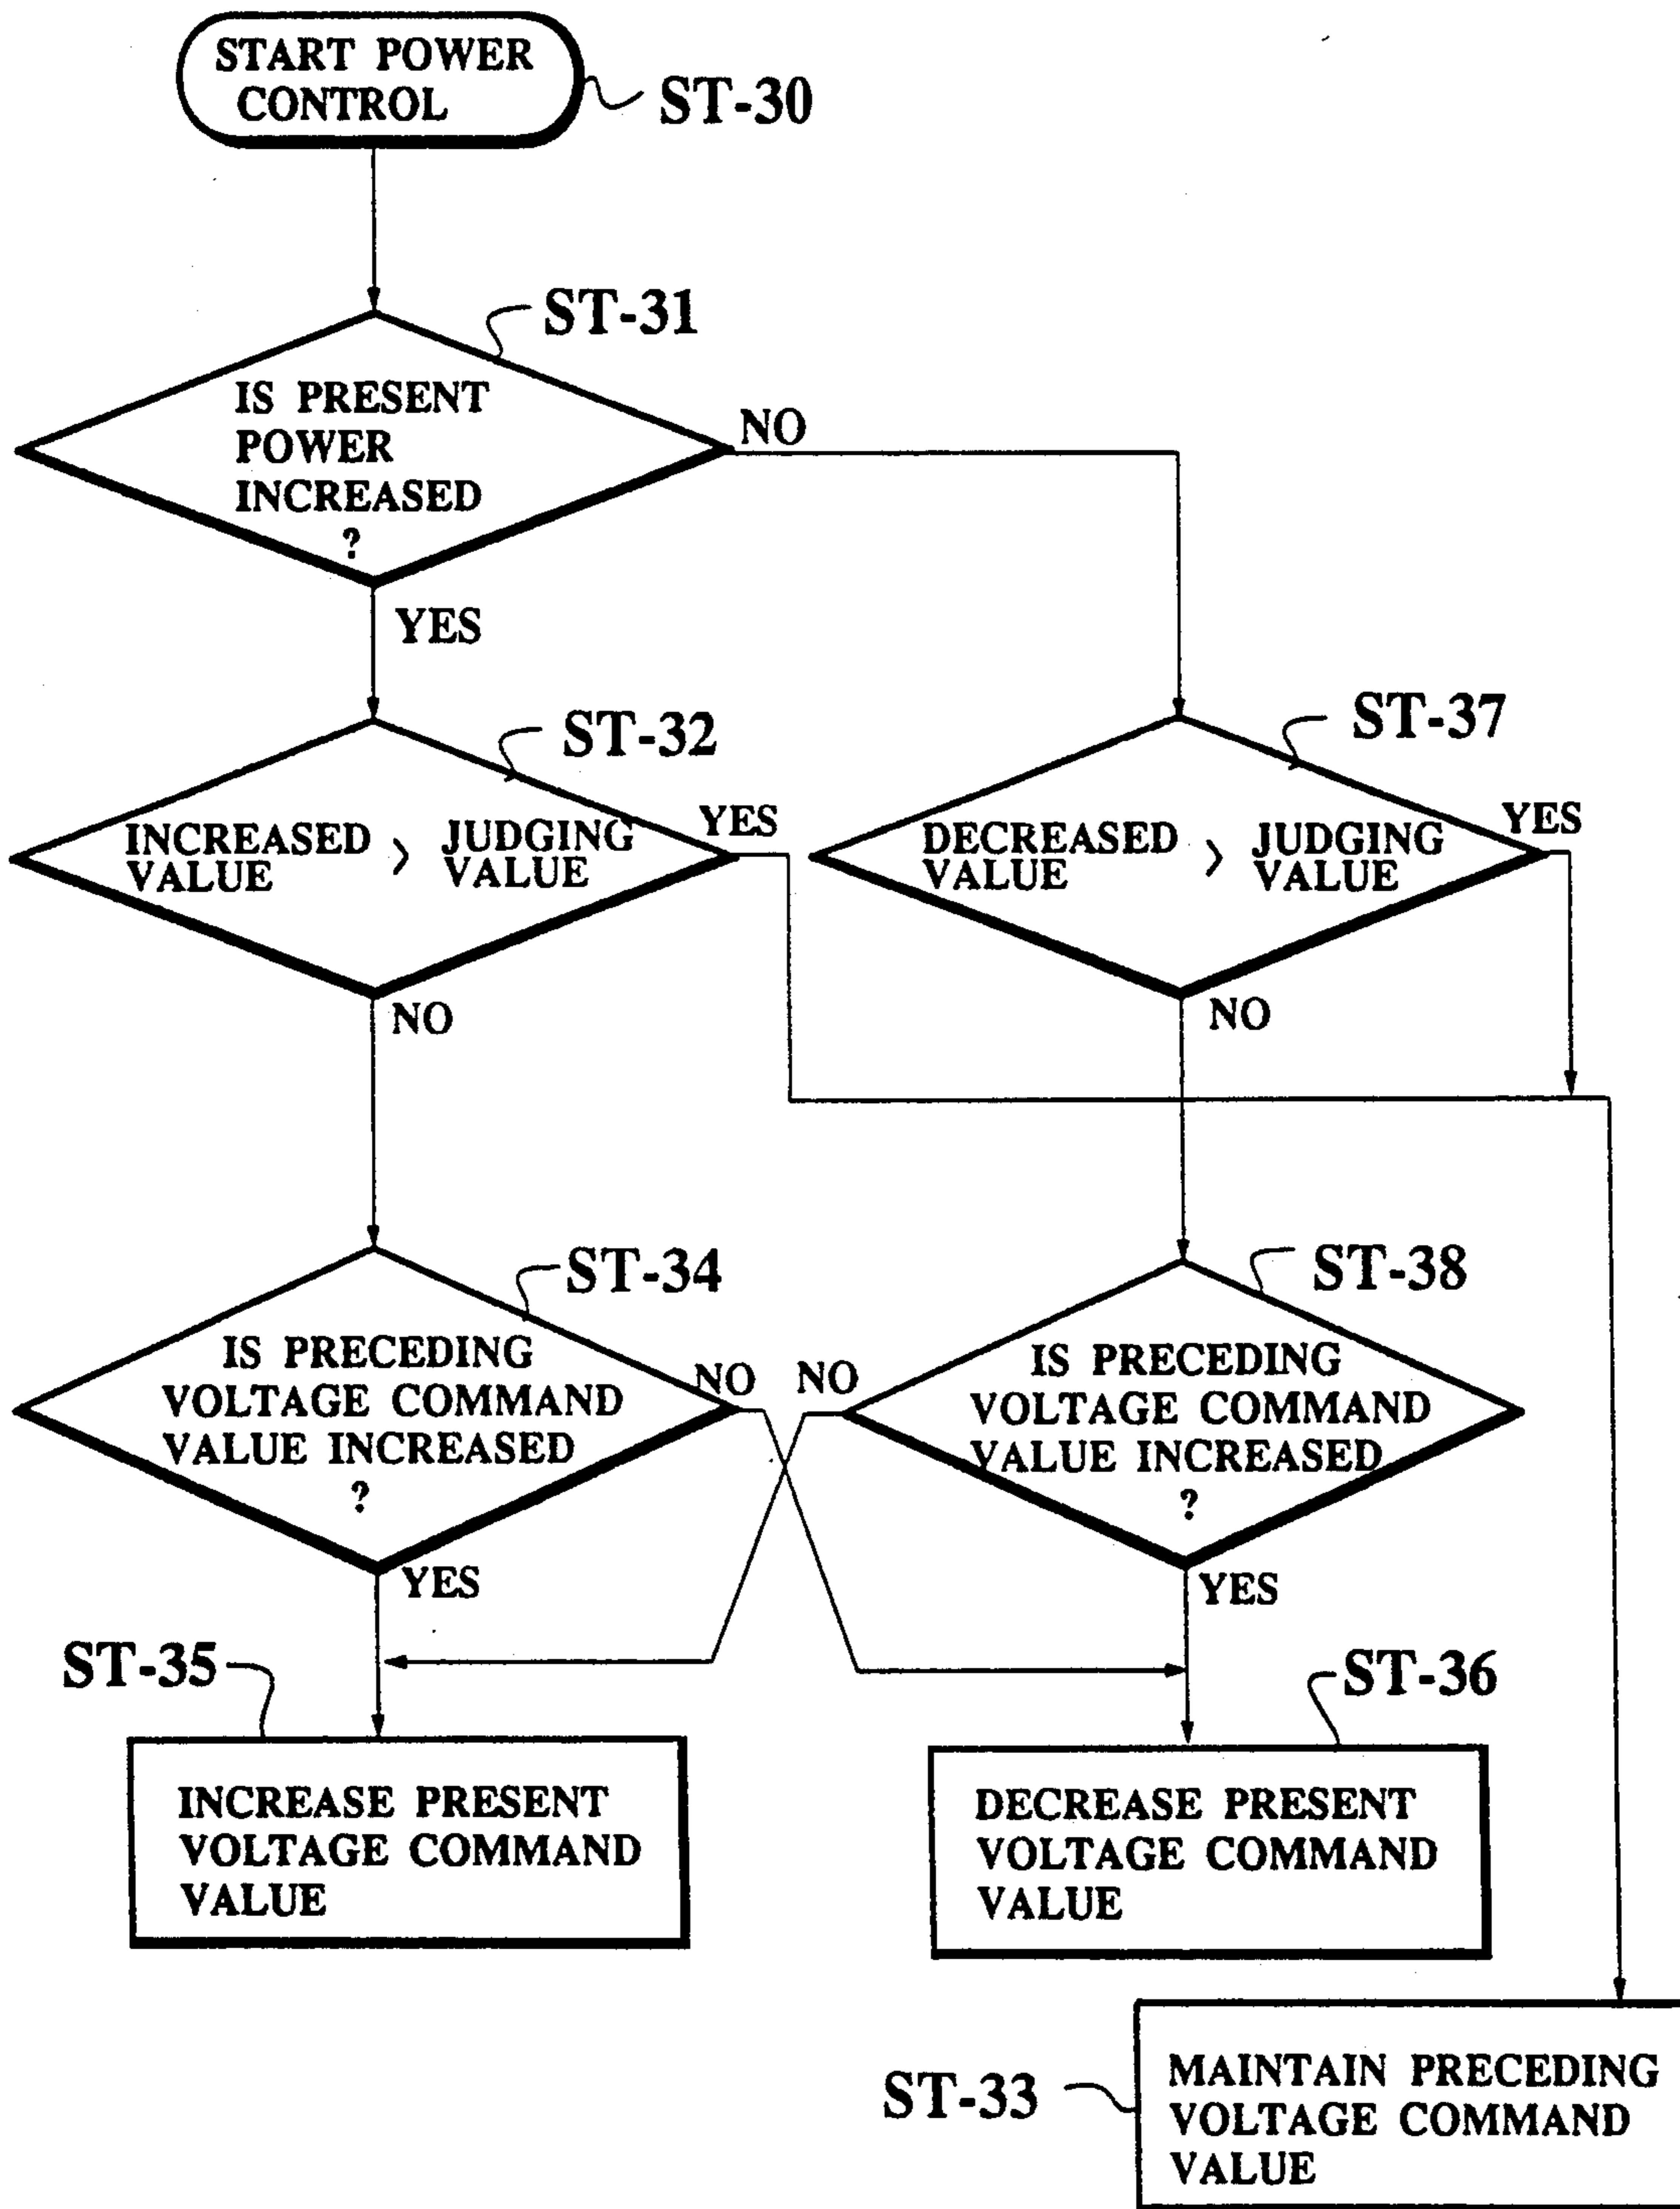 START POWER
CONTROL
ST-30
ST-31
IS PRESENT
POWER
INCREASED
?
NO
YES
ST-32
INCREASED
VALUE
>
JUDGING
VALUE
YES
NO
ST-37
DECREASED
VALUE
>
JUDGING
VALUE
YES
NO
ST-34
IS PRECEDING
VOLTAGE COMMAND
VALUE INCREASED
?
NO
YES
ST-38
IS PRECEDING
VOLTAGE COMMAND
VALUE INCREASED
?
NO
YES
ST-35
INCREASE PRESENT
VOLTAGE COMMAND
VALUE
ST-36
DECREASE PRESENT
VOLTAGE COMMAND
VALUE
ST-33
MAINTAIN PRECEDING
VOLTAGE COMMAND
VALUE